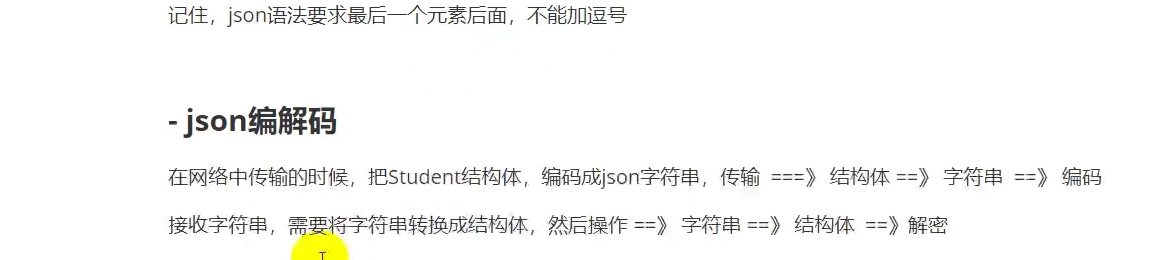 记住，json语法要求最后一个元素后面，不能加逗号
- json编解码
在网络中传输的时候，把Student结构体，编码成json字符串，传输 ===》 结构体 ==》 字符串 ==》 编码
接收字符串，需要将字符串转换成结构体，然后操作 ==》 字符串 ==》 结构体 ==》解密